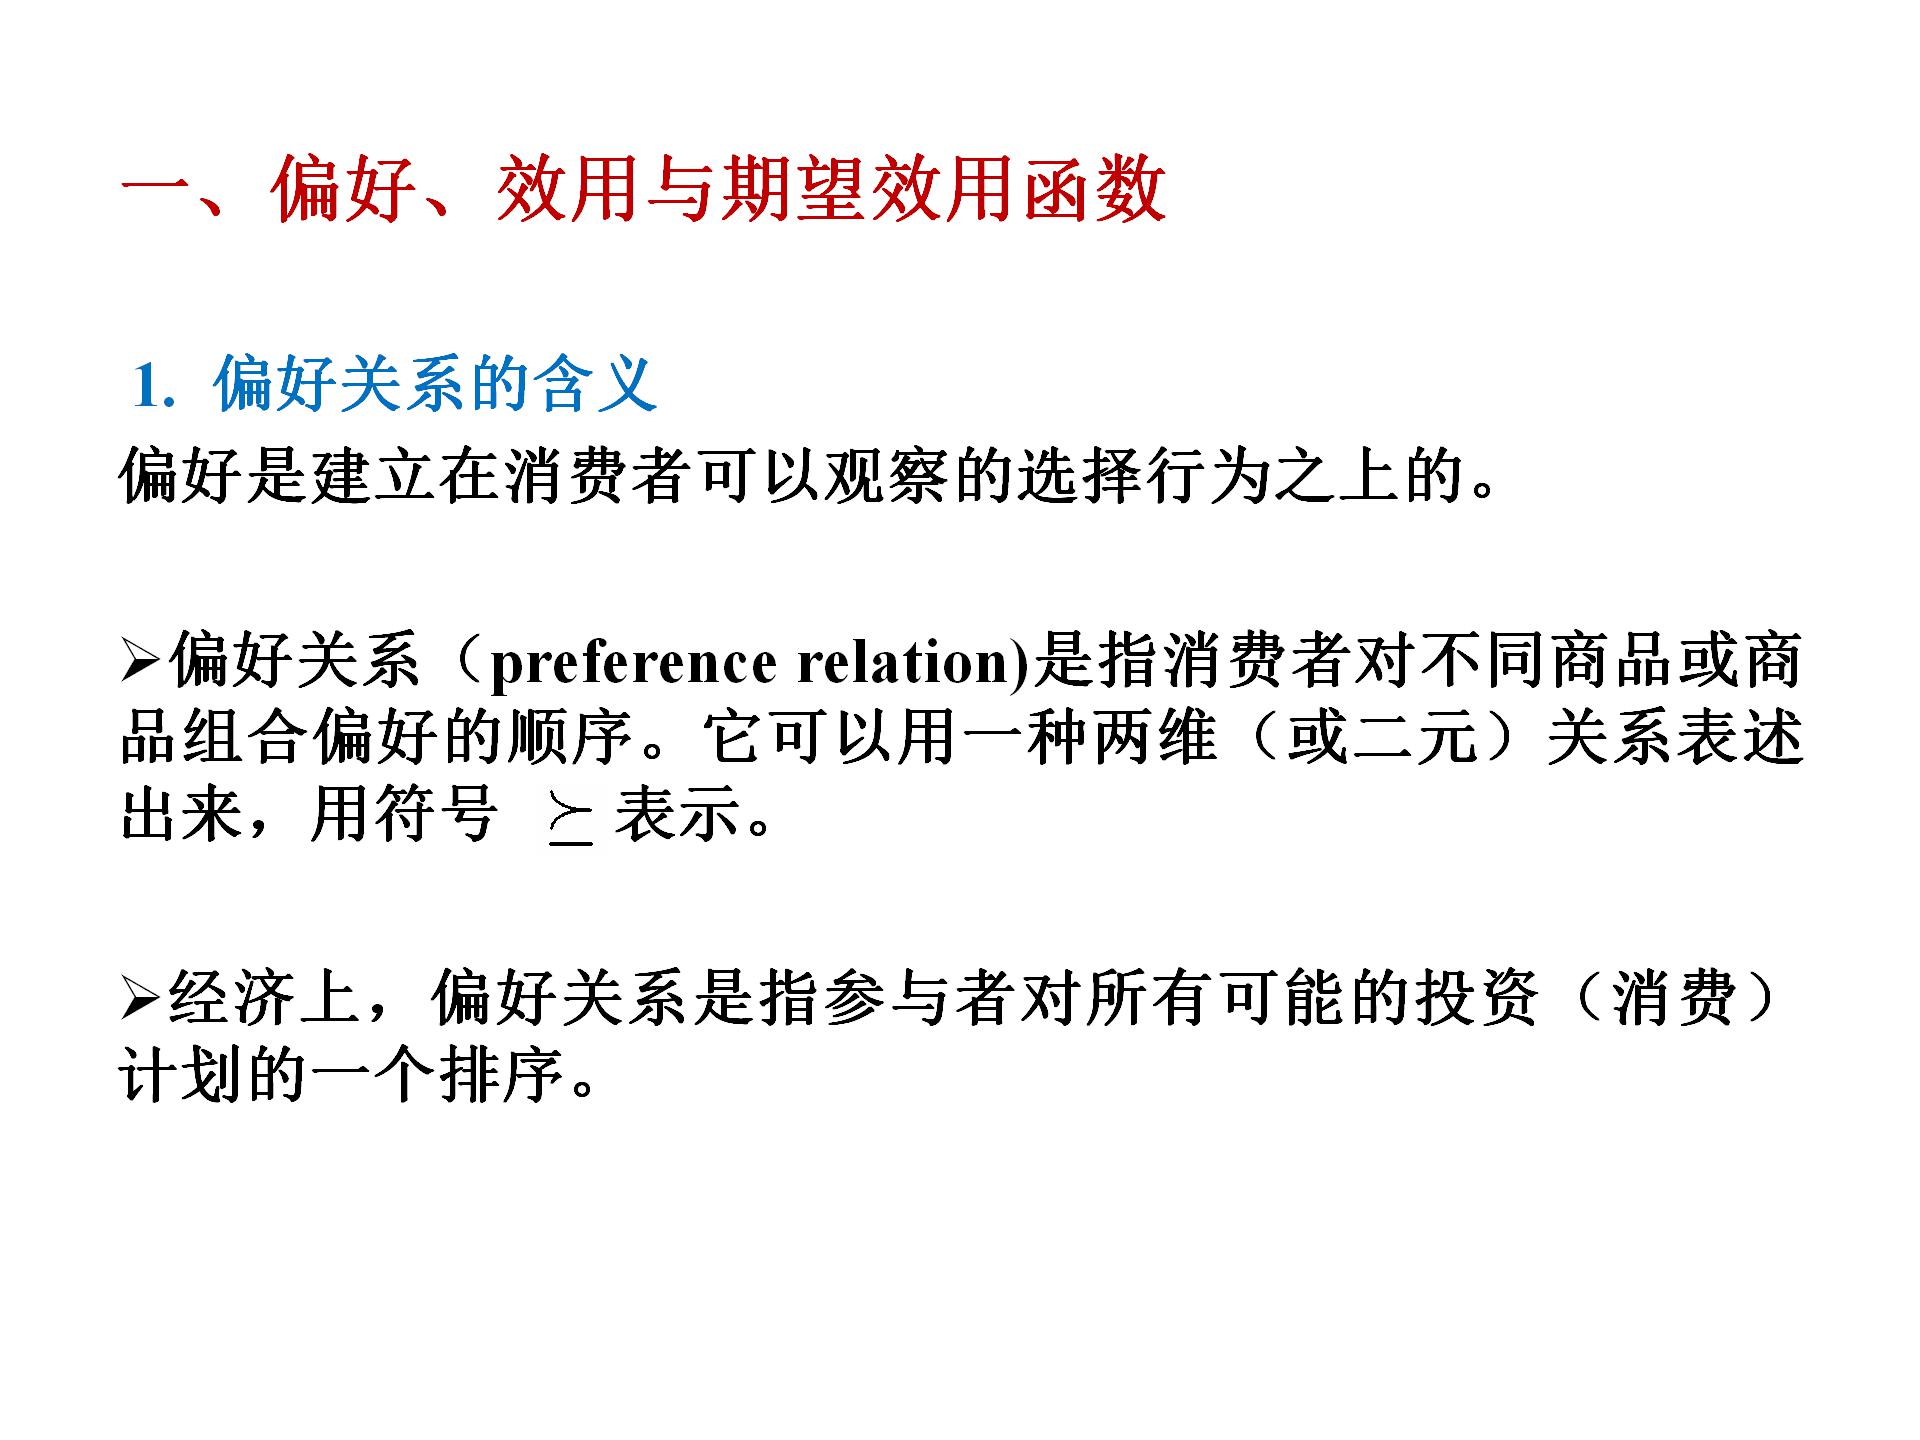 一、偏好、效用与期望效用函数
1. 偏好关系的含义
偏好是建立在消费者可以观察的选择行为之上的。
➢偏好关系（preference relation)是指消费者对不同商品或商
品组合偏好的顺序。它可以用一种两维（或二元）关系表述
出来，用符号 ≽ 表示。
➢经济上，偏好关系是指参与者对所有可能的投资（消费）
计划的一个排序。